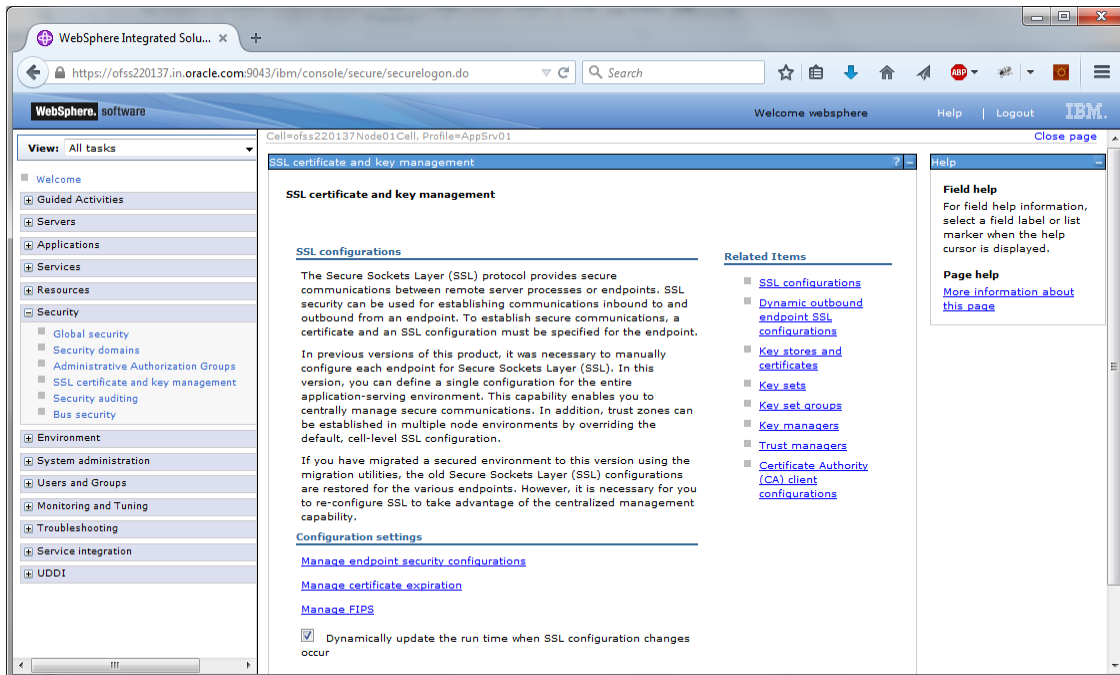 WebSphere Integrated Solu...
https://ofss220137.in.oracle.com:9043/ibm/console/secure/securelogon.do
Search
ABP
WebSphere. software
Welcome websphere
Help | Logout
IBM.
View: All tasks
Welcome
Guided Activities
Servers
Applications
Services
Resources
Security
Global security
Security domains
Administrative Authorization Groups
SSL certificate and key management
Security auditing
Bus security
Environment
System administration
Users and Groups
Monitoring and Tuning
Troubleshooting
Service integration
UDDI
Cell=ofss220137Node01Cell, Profile=AppSrv01
Close page
SSL certificate and key management
?
SSL certificate and key management
SSL configurations
The Secure Sockets Layer (SSL) protocol provides secure
communications between remote server processes or endpoints. SSL
security can be used for establishing communications inbound to and
outbound from an endpoint. To establish secure communications, a
certificate and an SSL configuration must be specified for the endpoint.
In previous versions of this product, it was necessary to manually
configure each endpoint for Secure Sockets Layer (SSL). In this
version, you can define a single configuration for the entire
application-serving environment. This capability enables you to
centrally manage secure communications. In addition, trust zones can
be established in multiple node environments by overriding the
default, cell-level SSL configuration.
If you have migrated a secured environment to this version using the
migration utilities, the old Secure Sockets Layer (SSL) configurations
are restored for the various endpoints. However, it is necessary for you
to re-configure SSL to take advantage of the centralized management
capability.
Configuration settings
Manage endpoint security configurations
Manage certificate expiration
Manage FIPS
Dynamically update the run time when SSL configuration changes
occur
Related Items
SSL configurations
Dynamic outbound
endpoint SSL
configurations
Key stores and
certificates
Key sets
Key set groups
Key managers
Trust managers
Certificate Authority
(CA) client
configurations
Help
Field help
For field help information,
select a field label or list
marker when the help
cursor is displayed.
Page help
More information about
this page